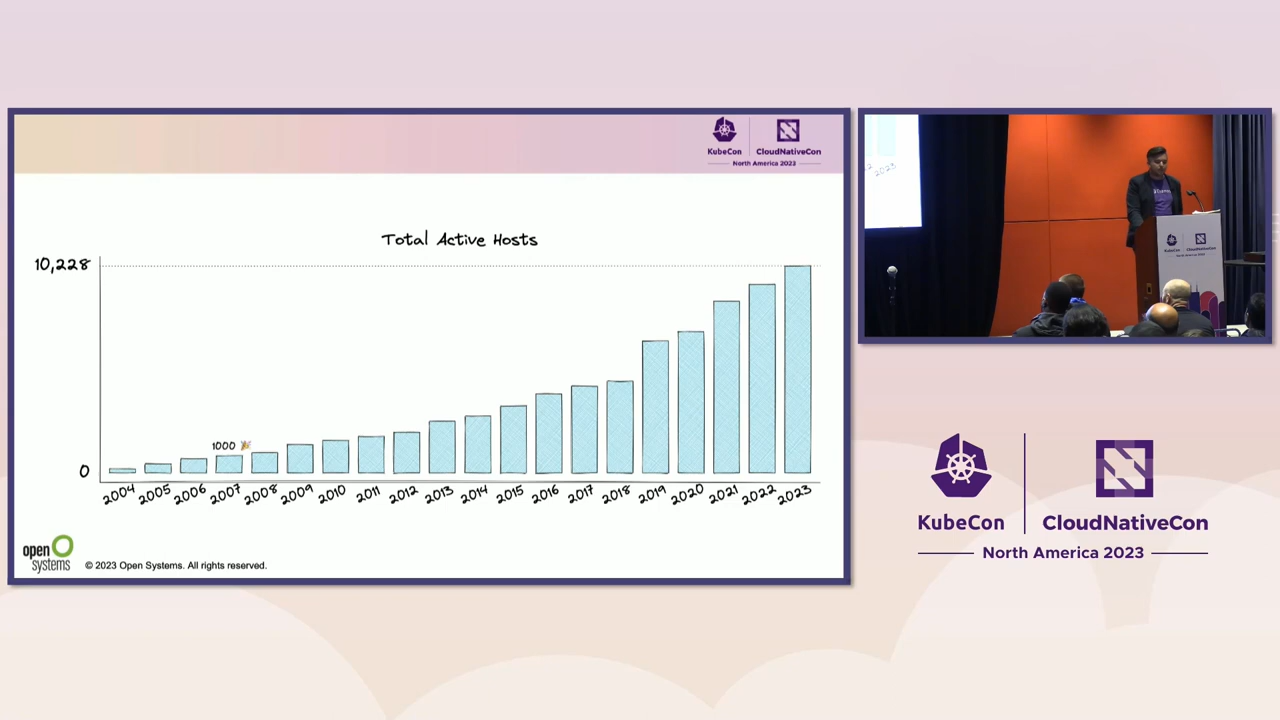 KubeCon
CloudNativeCon
North America 2023
Total Active Hosts
10,228
1000 🎉
0
2004 2005 2006 2007 2008 2009 2010 2011 2012 2013 2014 2015 2016 2017 2018 2019 2020 2021 2022 2023
open
systems
© 2023 Open Systems. All rights reserved.
2023
KubeCon
CloudNativeCon
North America 2023